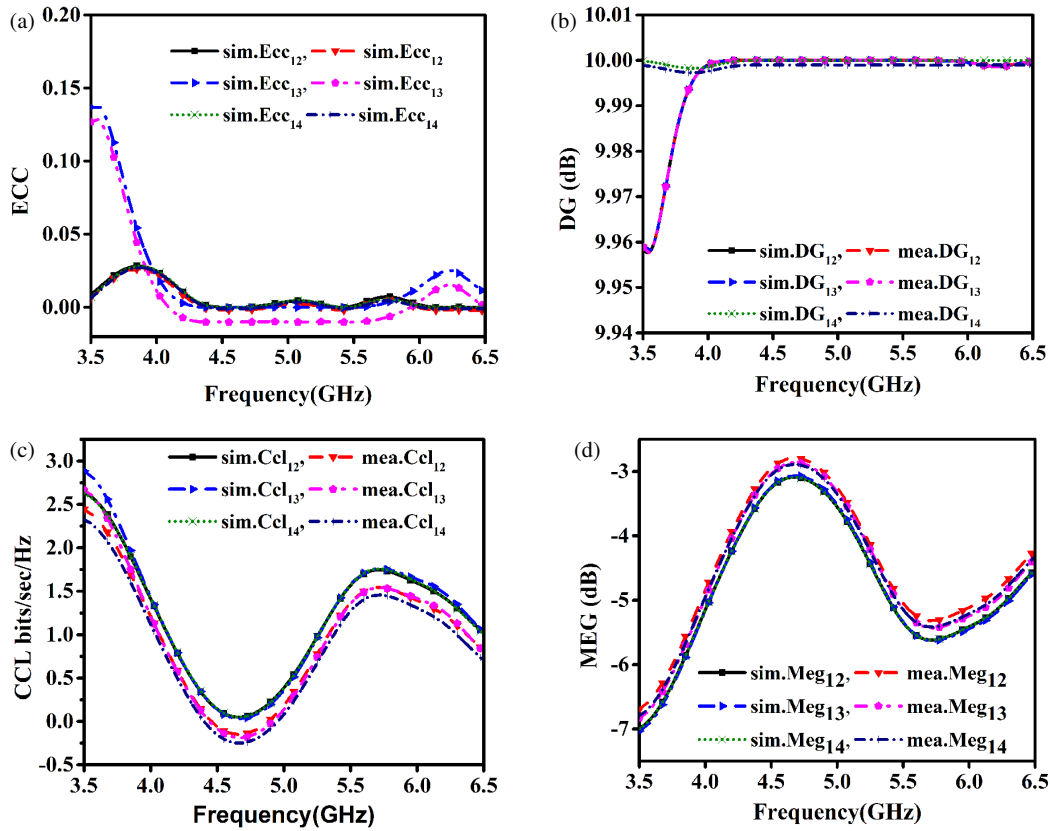 (a)
0.20
0.15
0.10
0.05
0.00
ECC
sim.Ecc12, sim.Ecc12
sim.Ecc13, sim.Ecc13
sim.Ecc14 sim.Ecc14
3.5 4.0 4.5 5.0 5.5 6.0 6.5
Frequency(GHz)
(b)
10.01
10.00
9.99
9.98
9.97
9.96
9.95
9.94
DG (dB)
sim.DG12, mea.DG12
sim.DG13, mea.DG13
sim.DG14, mea.DG14
3.5 4.0 4.5 5.0 5.5 6.0 6.5
Frequency(GHz)
(c)
3.0
2.5
2.0
1.5
1.0
0.5
0.0
-0.5
CCL bits/sec/Hz
sim.Ccl12, mea.Ccl12
sim.Ccl13, mea.Ccl13
sim.Ccl14, mea.Ccl14
3.5 4.0 4.5 5.0 5.5 6.0 6.5
Frequency(GHz)
(d)
-3
-4
-5
-6
-7
MEG (dB)
sim.Meg12, mea.Meg12
sim.Meg13, mea.Meg13
sim.Meg14, mea.Meg14
3.5 4.0 4.5 5.0 5.5 6.0 6.5
Frequency(GHz)